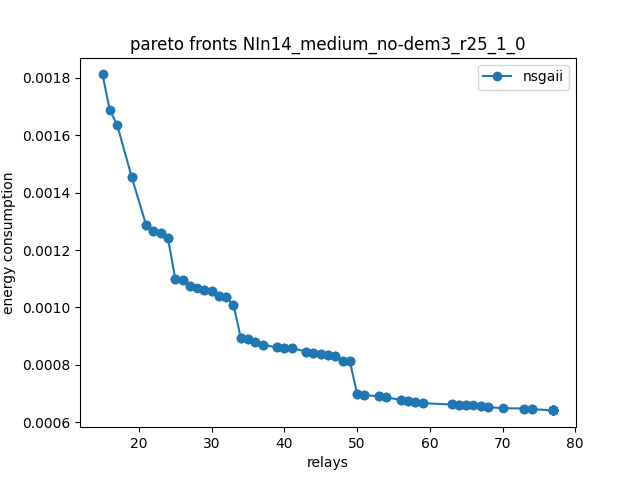 pareto fronts NIn14_medium_no-dem3_r25_1_0
nsgaii
energy consumption
0.0018
0.0016
0.0014
0.0012
0.0010
0.0008
0.0006
20 30 40 50 60 70 80
relays